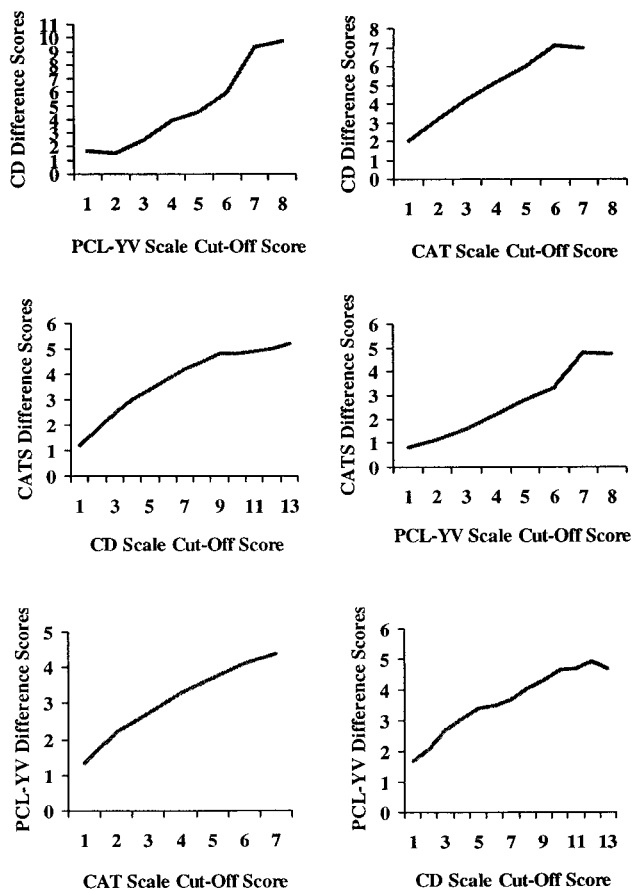 CD Difference Scores
11
10
9
8
7
6
5
4
3
2
1
0
1 2 3 4 5 6 7 8
PCL-YV Scale Cut-Off Score
CD Difference Scores
8
7
6
5
4
3
2
1
0
1 2 3 4 5 6 7 8
CAT Scale Cut-Off Score
CATS Difference Scores
6
5
4
3
2
1
0
1 3 5 7 9 11 13
CD Scale Cut-Off Score
CATS Difference Scores
6
5
4
3
2
1
0
1 2 3 4 5 6 7 8
PCL-YV Scale Cut-Off Score
PCL-YV Difference Scores
5
4
3
2
1
0
1 2 3 4 5 6 7
CAT Scale Cut-Off Score
PCL-YV Difference Scores
6
5
4
3
2
1
0
1 3 5 7 9 11 13
CD Scale Cut-Off Score